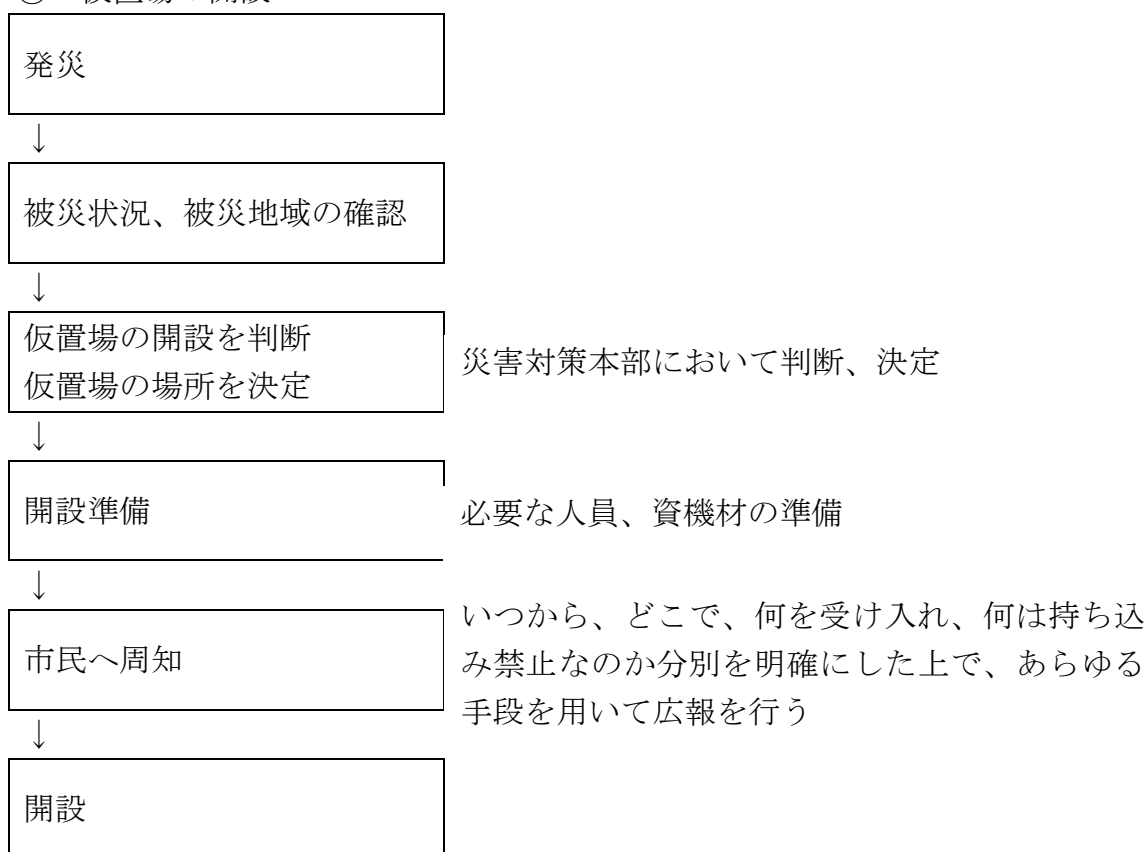 発災
↓
被災状況、被災地域の確認
↓
仮置場の開設を判断
仮置場の場所を決定
災害対策本部において判断、決定
↓
開設準備
必要な人員、資機材の準備
↓
市民へ周知
いつから、どこで、何を受け入れ、何は持ち込
み禁止なのか分別を明確にした上で、あらゆる
手段を用いて広報を行う
↓
開設